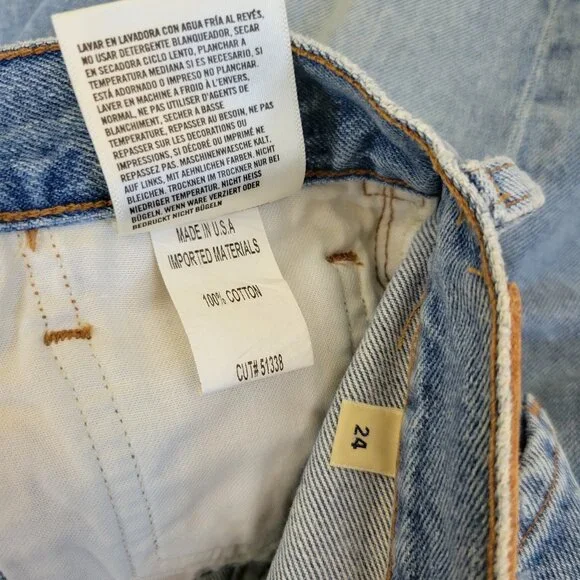 LAVAR EN LAVADORA CON AGUA FRÍA AL REVÉS,
NO USAR DETERGENTE BLANQUEADOR, SECAR
EN SECADORA CICLO LENTO, PLANCHAR A
TEMPERATURA MEDIANA SI ES NECESARIO, NO
ESTÁ ADORNADO O IMPRESO NO PLANCHAR.
LAVER EN MACHINE A FROID À L'ENVERS,
NORMAL, NE PAS UTILISER D'AGENTS DE
BLANCHIMENT, SECHER A BASSE
TEMPERATURE, REPASSER AU BESOIN, NE PAS
REPASSER SUR LES DECORATIONS OU
IMPRESSIONS, SI DÉCORÉ OU IMPRIMÉ NE
REPASSEZ PAS. MASCHINENWAESCHE KALT,
AUF LINKS, MIT AEHNLICHEN FARBEN. NICHT
BLEICHEN, TROCKNEN IM TROCKNER NUR BEI
NIEDRIGER TEMPERATUR. NICHT HEISS
BÜGELN. WENN WARE VERZIERT ODER
BEDRUCKT NICHT BÜGELN
MADE IN U.S.A
IMPORTED MATERIALS
100% COTTON
CUT# 51338
24